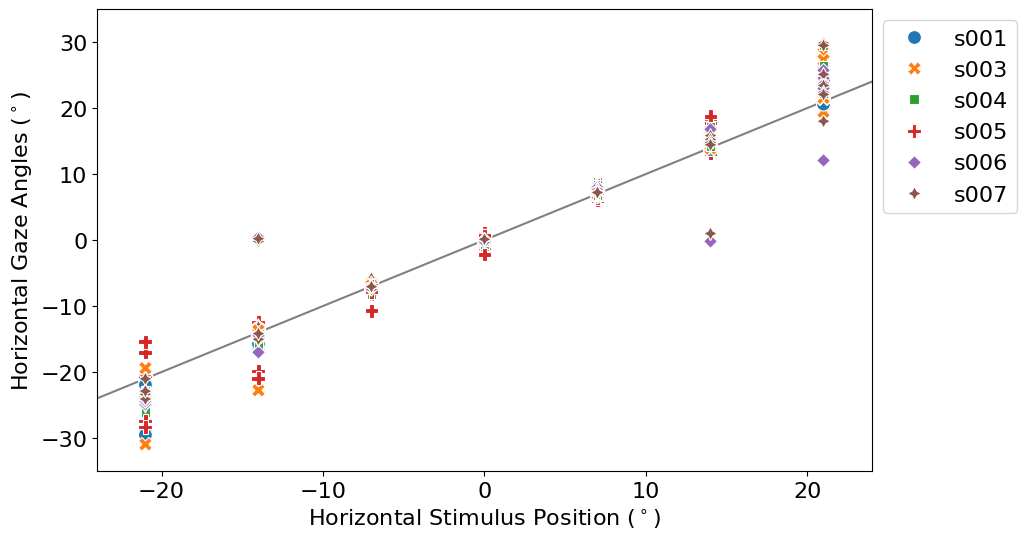 30
20
10
0
−10
−20
−30
Horizontal Gaze Angles (°)
−20 −10 0 10 20
Horizontal Stimulus Position (°)
s001
s003
s004
s005
s006
s007